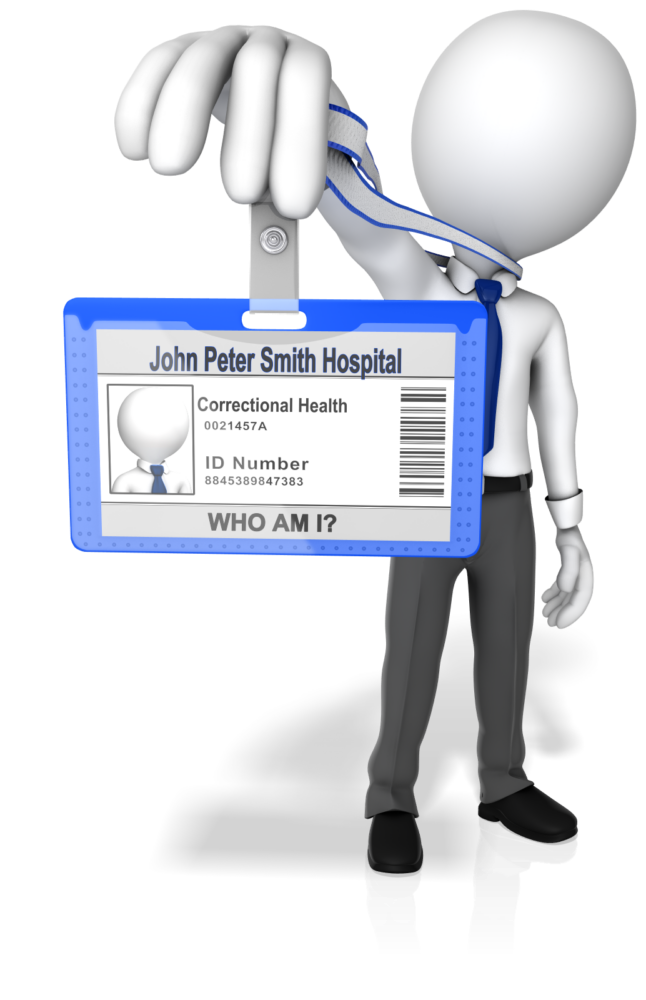 John Peter Smith Hospital
Correctional Health
0021457A
ID Number
8845389847383
WHO AM I?